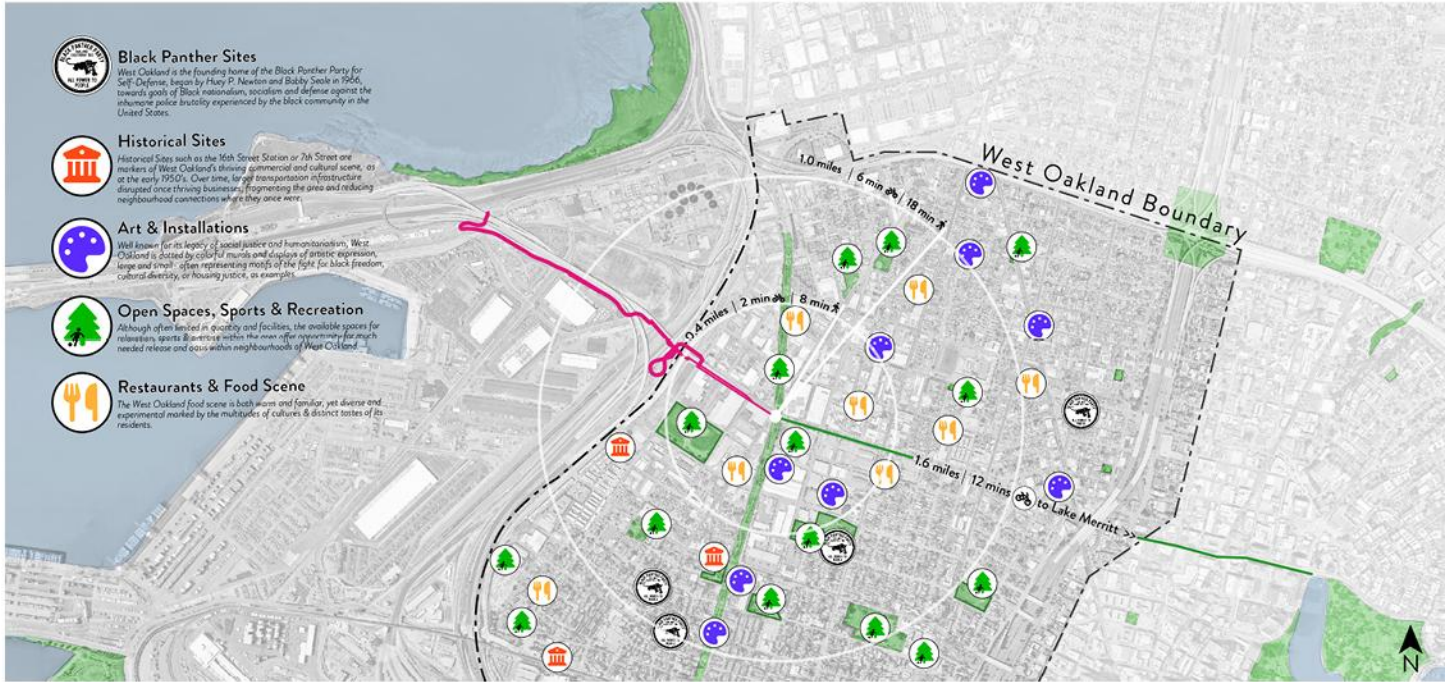 Black Panther Sites
West Oakland is the founding home of the Black Panther Party for
Self-Defense, began by Huey P. Newton and Bobby Seale in 1966,
towards goals of Black nationalism, socialism and defense against the
inhumane police brutality experienced by the black community in the
United States.
Historical Sites
Historical Sites such as the 16th Street Station or 7th Street are
markers of West Oakland's thriving commercial and cultural scene, as
at the early 1950's. Over time, larger transportation infrastructure
disrupted once thriving businesses, fragmenting the area and reducing
neighbourhood connections where they once were.
Art & Installations
Well known for its legacy of social justice and humanitarianism, West
Oakland is dotted by colorful murals and displays of artistic expression,
large and small - often representing motifs of the fight for black freedom,
cultural diversity, or housing justice, as examples.
Open Spaces, Sports & Recreation
Although often limited in quantity and facilities, the available spaces for
relaxation, sports & exercise within the area offer opportunity for much
needed release and oasis within neighbourhoods of West Oakland.
Restaurants & Food Scene
The West Oakland food scene is both warm and familiar, yet diverse and
experimental marked by the multitudes of cultures & distinct tastes of its
residents.
West Oakland Boundary
1.0 miles | 6 min | 18 min
0.4 miles | 2 min | 8 min
1.6 miles | 12 mins to Lake Merritt >>
N
BLACK PANTHER PARTY
ALL POWER TO
PEOPLE